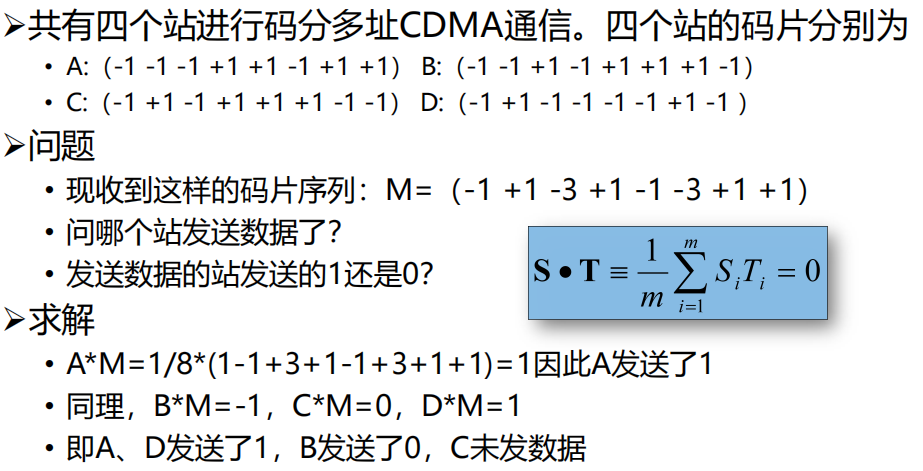 ➢共有四个站进行码分多址CDMA通信。四个站的码片分别为
• A:（-1 -1 -1 +1 +1 -1 +1 +1） B:（-1 -1 +1 -1 +1 +1 +1 -1）
• C:（-1 +1 -1 +1 +1 +1 -1 -1） D:（-1 +1 -1 -1 -1 -1 +1 -1 ）
➢问题
• 现收到这样的码片序列：M=（-1 +1 -3 +1 -1 -3 +1 +1）
• 问哪个站发送数据了?
• 发送数据的站发送的1还是0?
S • T ≡ 1/m ∑_{i=1}^{m} S_i T_i = 0
➢求解
• A*M=1/8*(1-1+3+1-1+3+1+1)=1因此A发送了1
• 同理，B*M=-1，C*M=0，D*M=1
• 即A、D发送了1，B发送了0，C未发数据